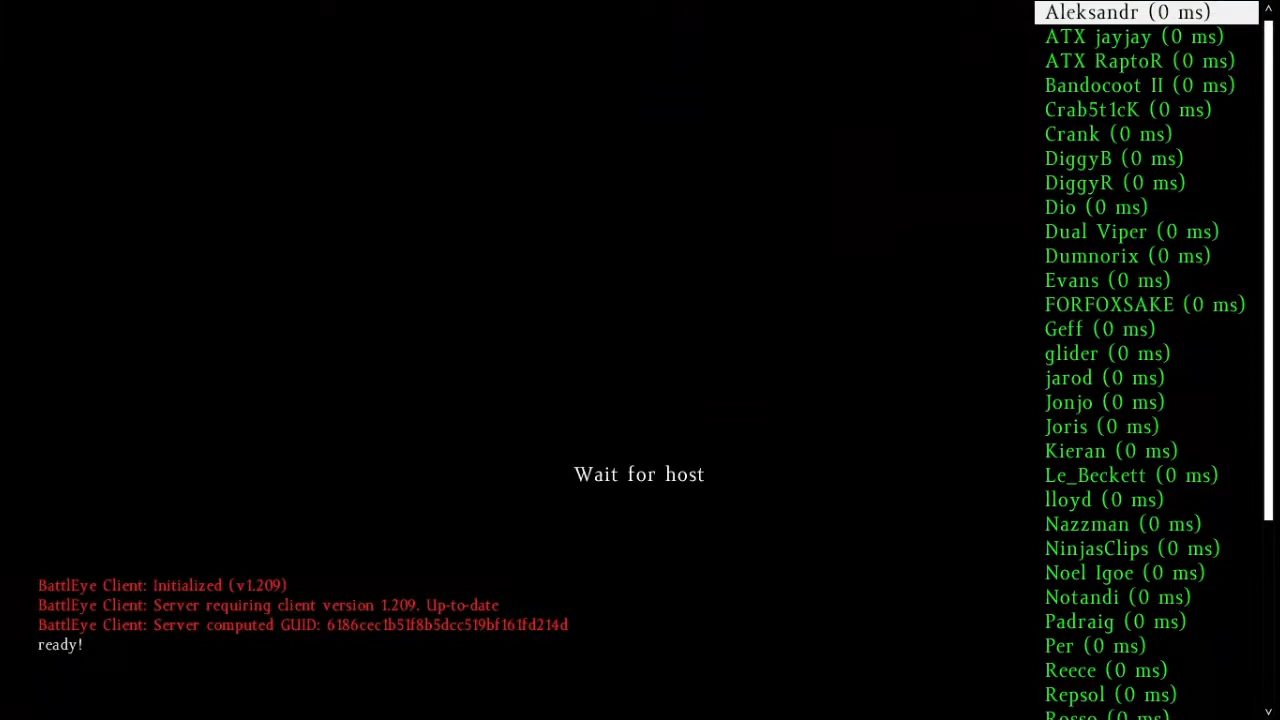 Aleksandr (0 ms)
ATX jayjay (0 ms)
ATX RaptoR (0 ms)
Bandocoot II (0 ms)
Crab5t1cK (0 ms)
Crank (0 ms)
DiggyB (0 ms)
DiggyR (0 ms)
Dio (0 ms)
Dual Viper (0 ms)
Dumnorix (0 ms)
Evans (0 ms)
FORFOXSAKE (0 ms)
Geff (0 ms)
glider (0 ms)
jarod (0 ms)
Jonjo (0 ms)
Joris (0 ms)
Kieran (0 ms)
Le_Beckett (0 ms)
lloyd (0 ms)
Nazzman (0 ms)
NinjasClips (0 ms)
Noel Igoe (0 ms)
Notandi (0 ms)
Padraig (0 ms)
Per (0 ms)
Reece (0 ms)
Repsol (0 ms)
Rosso (0 ms)
Wait for host
BattlEye Client: Initialized (v1.209)
BattlEye Client: Server requiring client version 1.209. Up-to-date
BattlEye Client: Server computed GUID: 6186cec1b51f8b5dcc519bf161fd214d
ready!